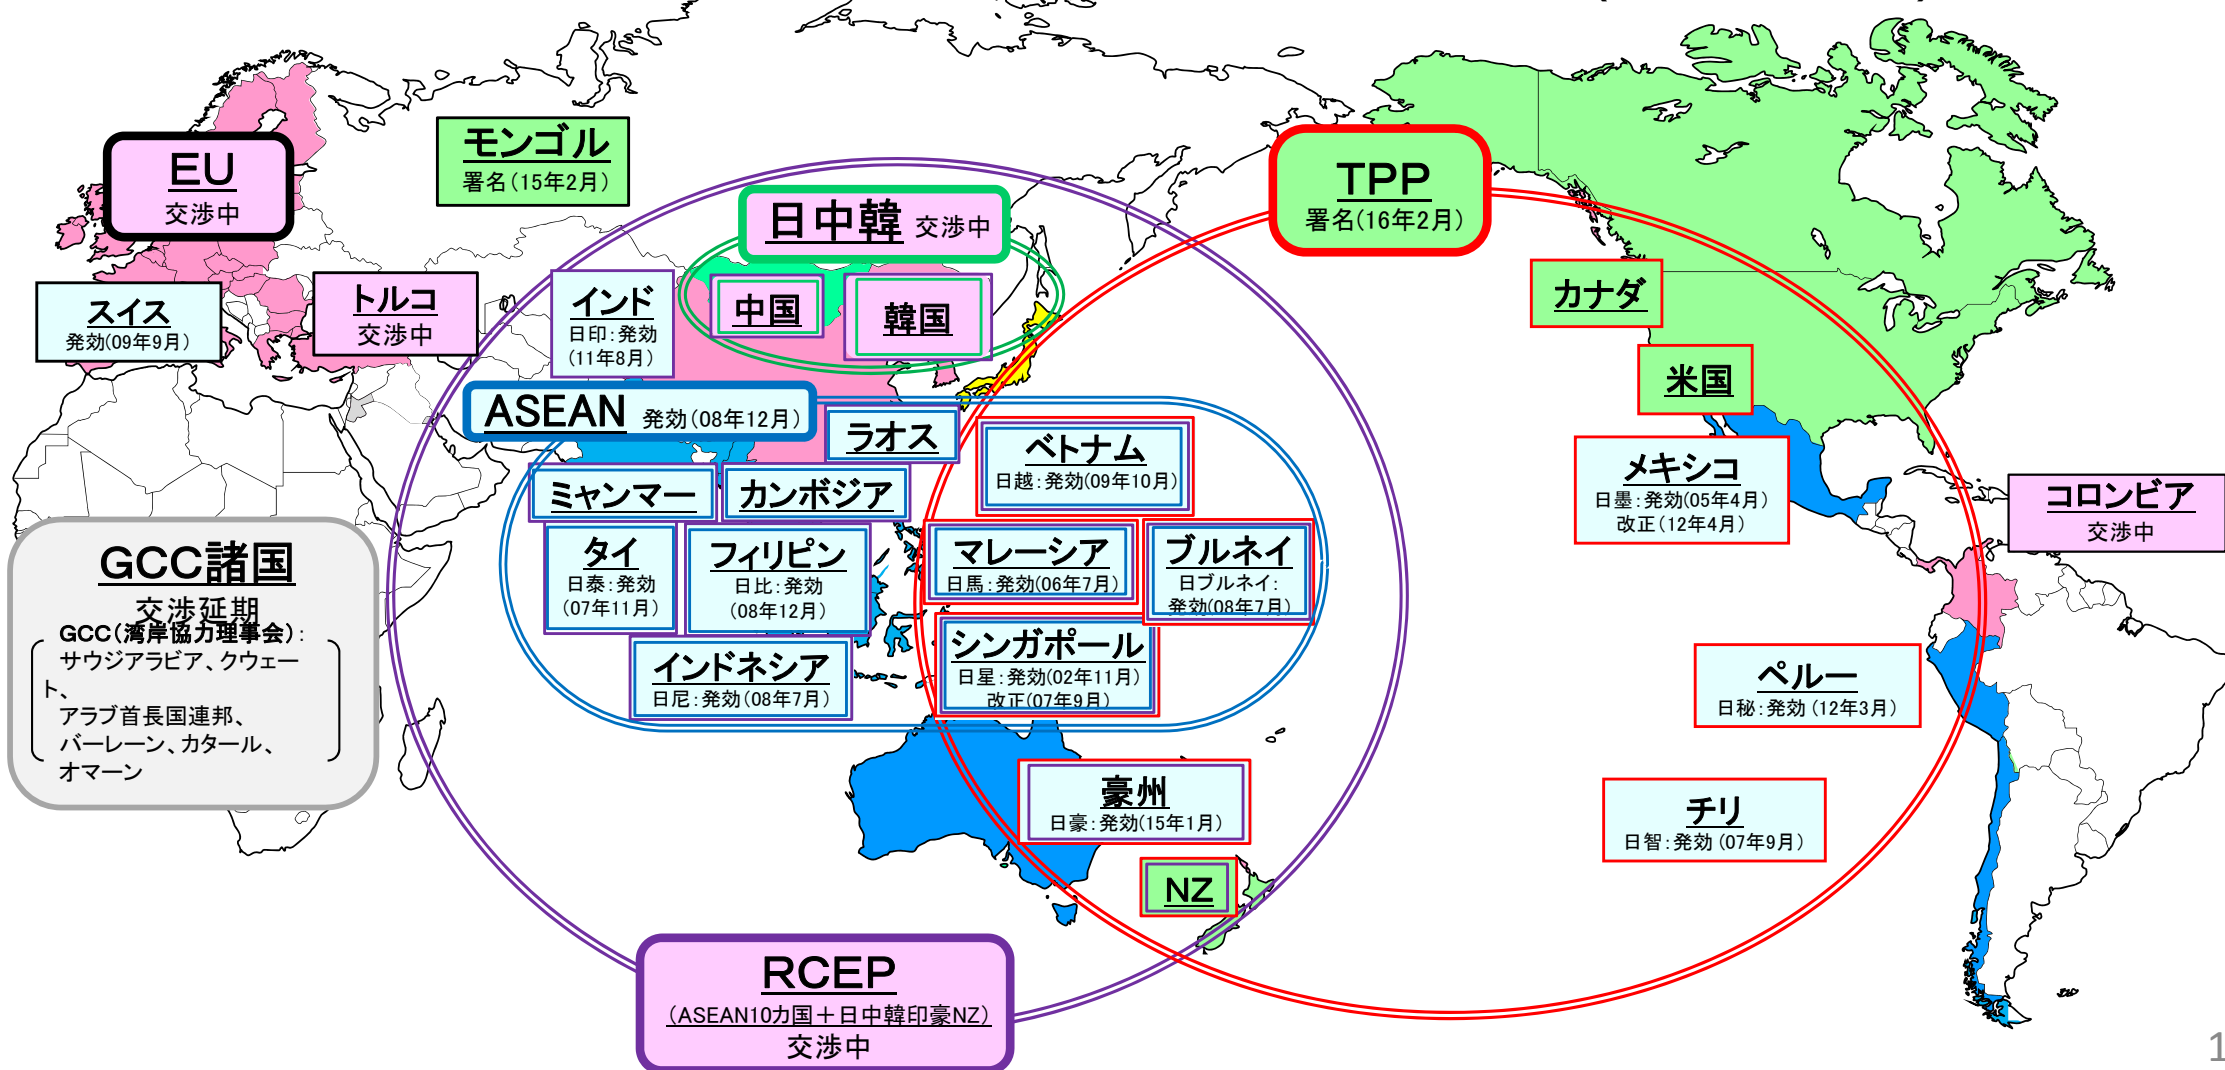 EU
交渉中
モンゴル
署名(15年2月)
TPP
署名(16年2月)
日中韓 交渉中
スイス
発効(09年9月)
トルコ
交渉中
インド
日印：発効
(11年8月)
中国
韓国
カナダ
米国
ASEAN 発効(08年12月)
ラオス
ベトナム
日越：発効(09年10月)
メキシコ
日墨：発効(05年4月)
改正(12年4月)
コロンビア
交渉中
ミャンマー
カンボジア
タイ
日泰：発効
(07年11月)
フィリピン
日比：発効
(08年12月)
マレーシア
日馬：発効(06年7月)
ブルネイ
日ブルネイ：
発効(08年7月)
GCC諸国
交渉延期
GCC(湾岸協力理事会)：
サウジアラビア、クウェー
ト、
アラブ首長国連邦、
バーレーン、カタール、
オマーン
インドネシア
日尼：発効(08年7月)
シンガポール
日星：発効(02年11月)
改正(07年9月)
ペルー
日秘：発効(12年3月)
豪州
日豪：発効(15年1月)
チリ
日智：発効(07年9月)
NZ
RCEP
(ASEAN10カ国＋日中韓印豪NZ)
交渉中
1